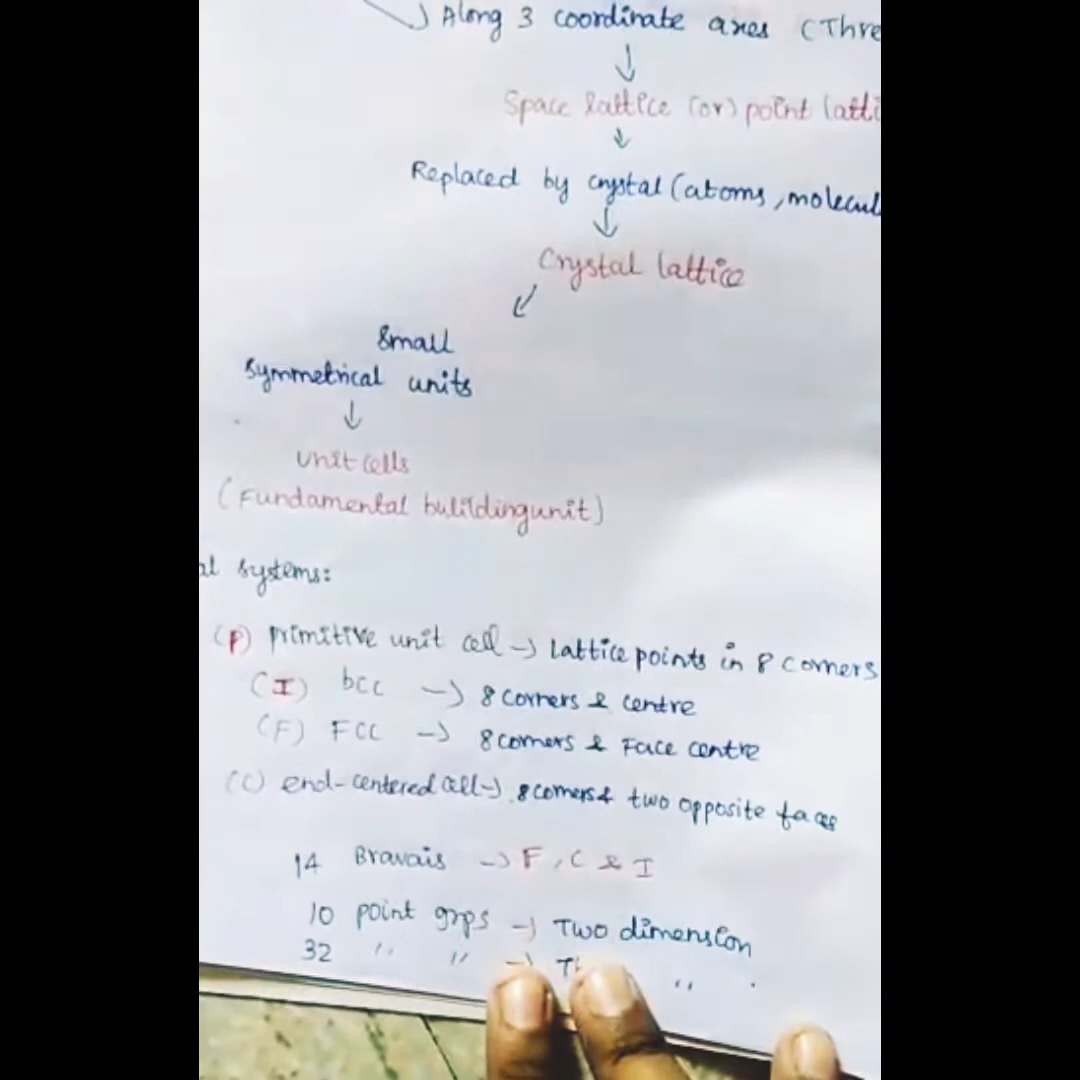 Along 3 coordinate axes (Thre
↓
Space lattice (or) point latti
↓
Replaced by crystal (atoms, molecul
↓
Crystal lattice
↙
Small
symmetrical units
↓
Unit cells
(Fundamental bulildingunit)
al systems:
(P) primitive unit cell → Lattice points in 8 corners
(I) bcc → 8 corners & centre
(F) FCC → 8 corners & Face centre
(C) end-centered cell → 8 corners & two opposite faces
14 Bravais → F, C & I
10 point grps → Two dimension
32 " " → Th "